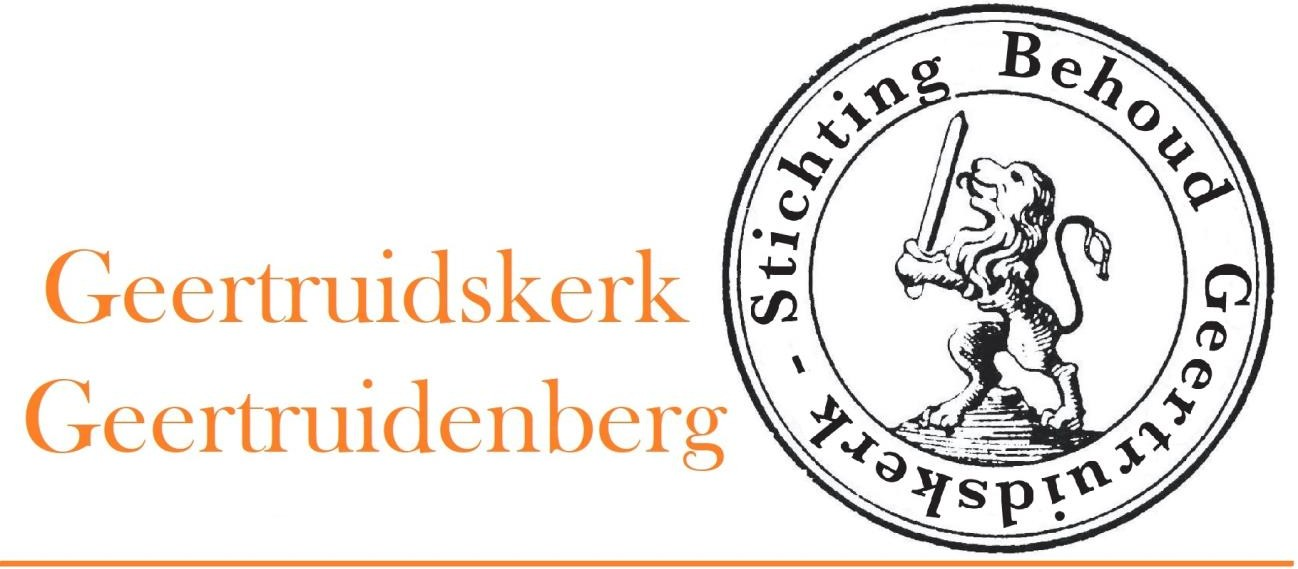 Geertruidskerk
Geertruidenberg
Stichting Behoud Geertruidskerk -